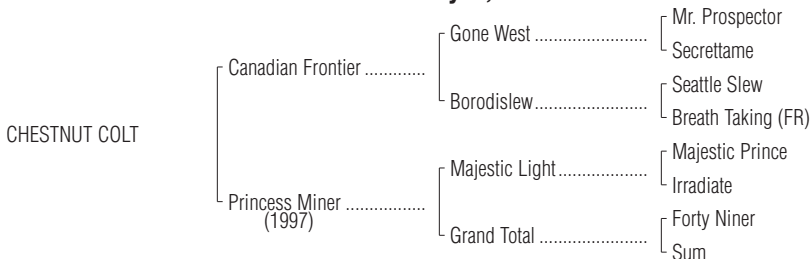 Mr. Prospector
Gone West
Secrettame
Canadian Frontier
Seattle Slew
Borodislew
Breath Taking (FR)
CHESTNUT COLT
Majestic Prince
Majestic Light
Irradiate
Princess Miner
(1997)
Forty Niner
Grand Total
Sum